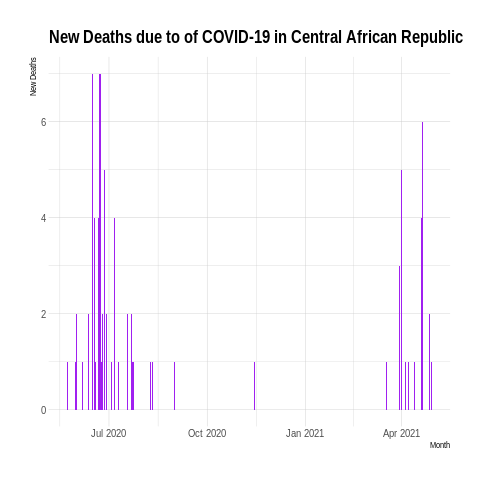 New Deaths due to of COVID-19 in Central African Republic
New Deaths
6
4
2
0
Jul 2020
Oct 2020
Jan 2021
Apr 2021
Month